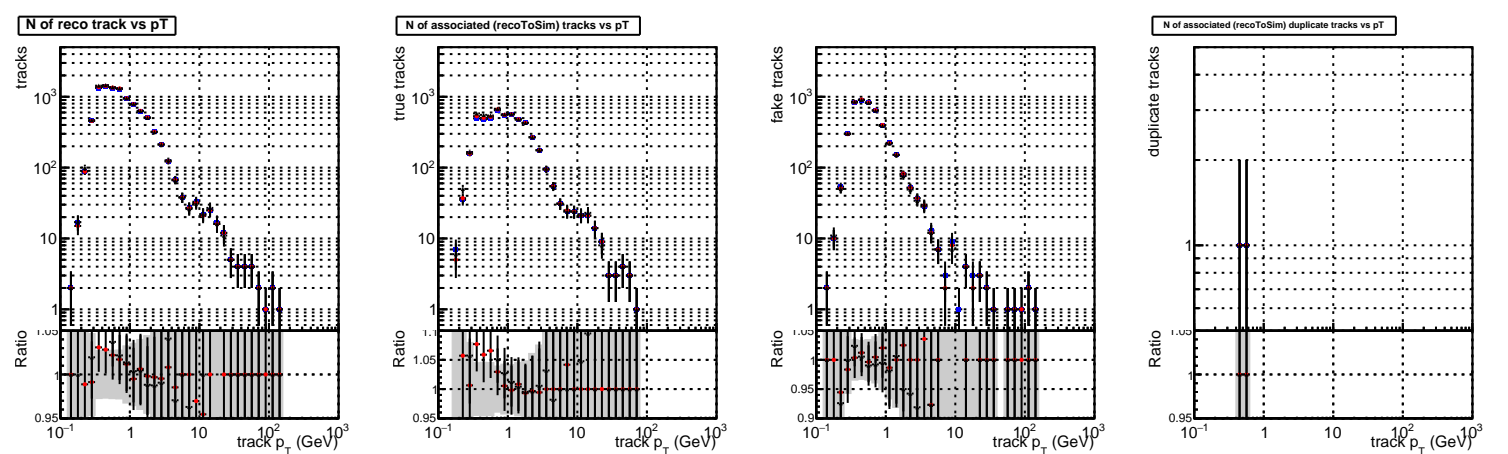 N of reco track vs pT
tracks
10³
10²
10
1
Ratio
1.05
1
0.95
10⁻¹ 1 10 10² 10³
track p_T (GeV)
N of associated (recoToSim) tracks vs pT
true tracks
10³
10²
10
1
Ratio
1.1
1.05
1
0.95
10⁻¹ 1 10 10² 10³
track p_T (GeV)
fake tracks
10³
10²
10
1
Ratio
1.05
1
0.95
0.9
10⁻¹ 1 10 10² 10³
track p_T (GeV)
N of associated (recoToSim) duplicate tracks vs pT
duplicate tracks
1
Ratio
1.05
1
0.95
10⁻¹ 1 10 10² 10³
track p_T (GeV)